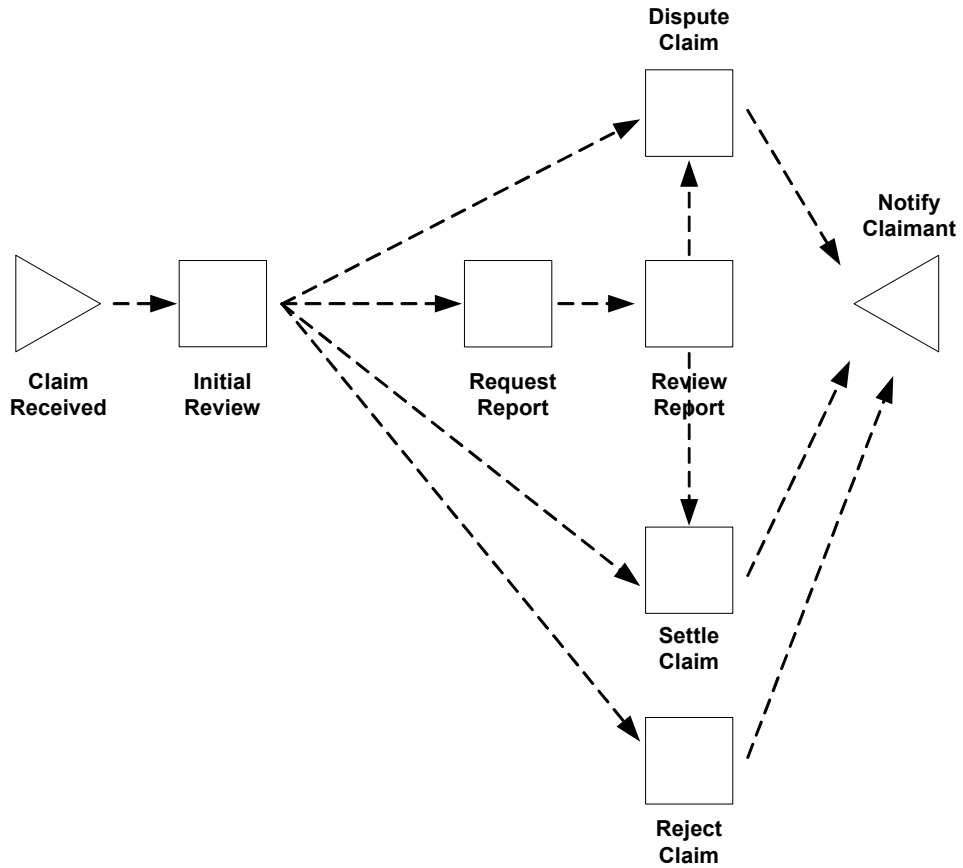 Dispute
Claim
Notify
Claimant
Claim
Received
Initial
Review
Request
Report
Review
Report
Settle
Claim
Reject
Claim